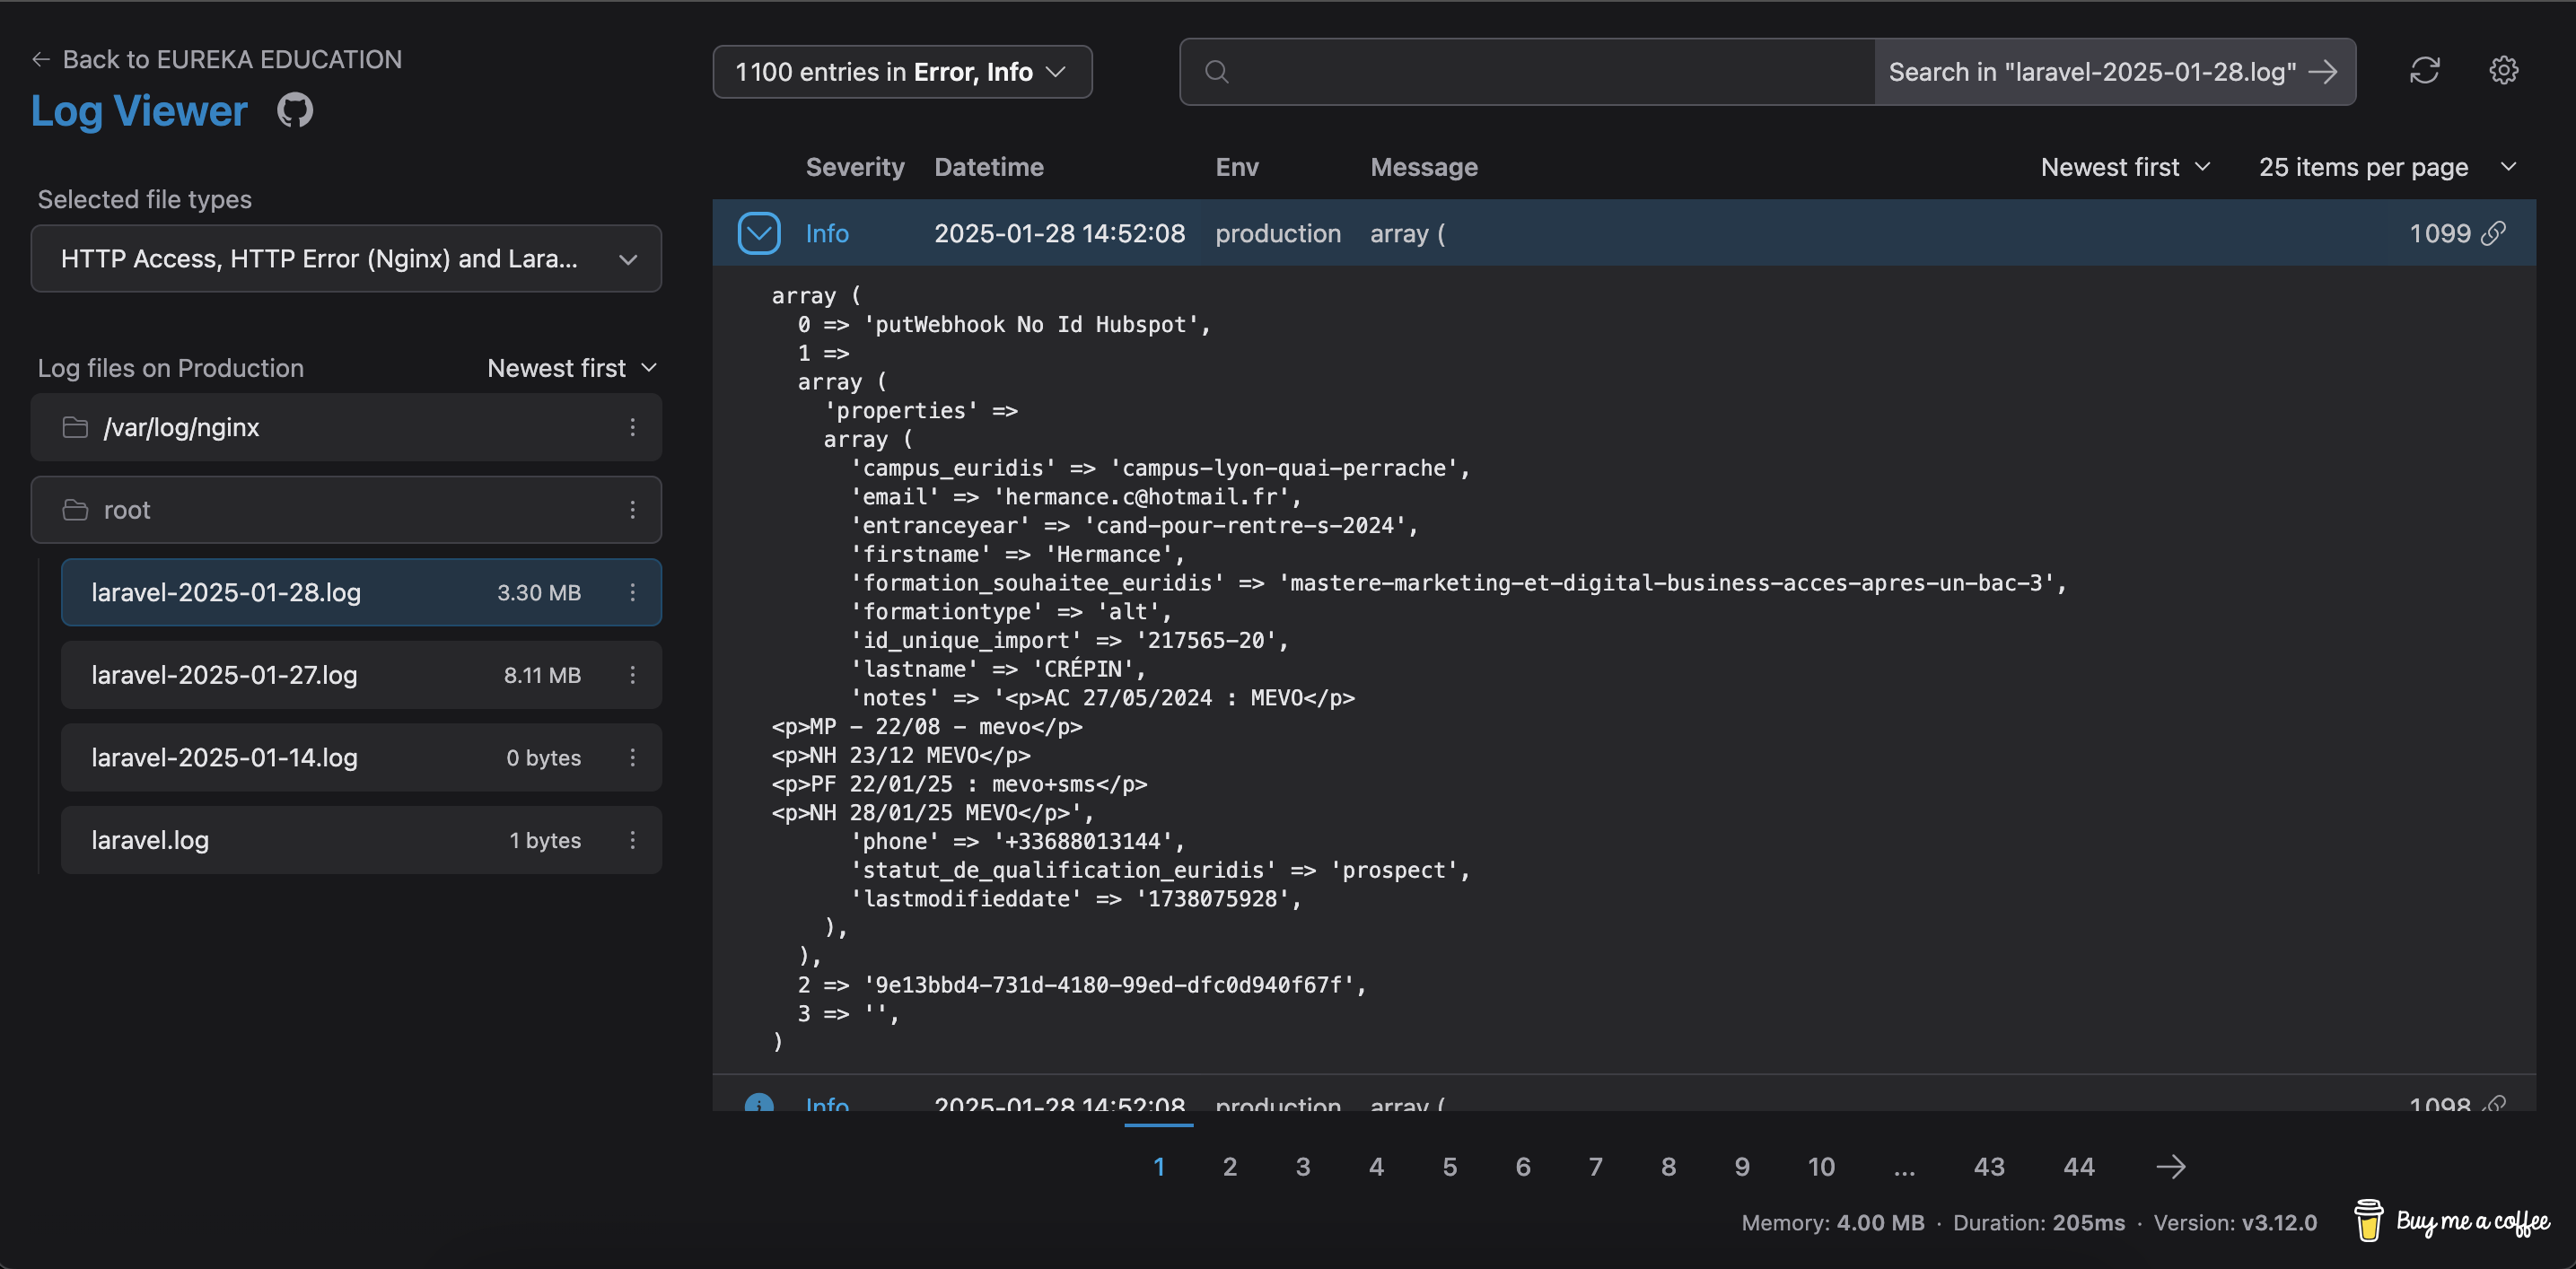 ← Back to EUREKA EDUCATION
Log Viewer
Selected file types
HTTP Access, HTTP Error (Nginx) and Lara...
Log files on Production
Newest first
/var/log/nginx
root
laravel-2025-01-28.log 3.30 MB
laravel-2025-01-27.log 8.11 MB
laravel-2025-01-14.log 0 bytes
laravel.log 1 bytes
1 100 entries in Error, Info
Search in "laravel-2025-01-28.log" →
Severity Datetime Env Message
Newest first
25 items per page
Info 2025-01-28 14:52:08 production array ( 1 099
array (
  0 => 'putWebhook No Id Hubspot',
  1 =>
  array (
    'properties' =>
    array (
      'campus_euridis' => 'campus-lyon-quai-perrache',
      'email' => 'hermance.c@hotmail.fr',
      'entranceyear' => 'cand-pour-rentre-s-2024',
      'firstname' => 'Hermance',
      'formation_souhaitee_euridis' => 'mastere-marketing-et-digital-business-acces-apres-un-bac-3',
      'formationtype' => 'alt',
      'id_unique_import' => '217565-20',
      'lastname' => 'CRÉPIN',
      'notes' => '<p>AC 27/05/2024 : MEVO</p>
<p>MP – 22/08 – mevo</p>
<p>NH 23/12 MEVO</p>
<p>PF 22/01/25 : mevo+sms</p>
<p>NH 28/01/25 MEVO</p>',
      'phone' => '+33688013144',
      'statut_de_qualification_euridis' => 'prospect',
      'lastmodifieddate' => '1738075928',
    ),
  ),
  2 => '9e13bbd4-731d-4180-99ed-dfc0d940f67f',
  3 => '',
)
Info 2025-01-28 14:52:08 production array ( 1 098
1 2 3 4 5 6 7 8 9 10 ... 43 44 →
Memory: 4.00 MB · Duration: 205ms · Version: v3.12.0
Buy me a coffee